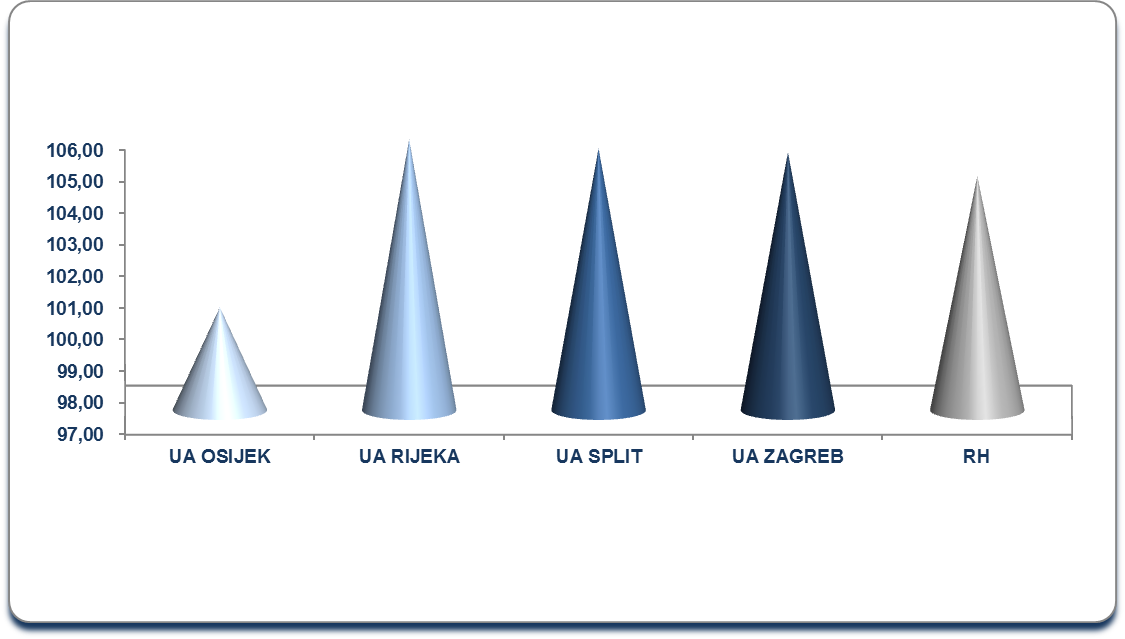 106,00
105,00
104,00
103,00
102,00
101,00
100,00
99,00
98,00
97,00
UA OSIJEK
UA RIJEKA
UA SPLIT
UA ZAGREB
RH